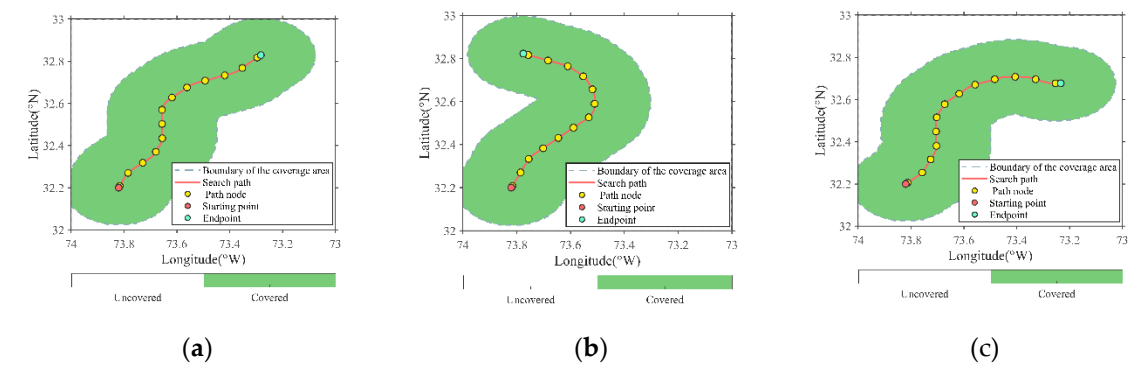 33
32.8
32.6
32.4
32.2
32
Latitude(°N)
74
73.8
73.6
73.4
73.2
73
Longitude(°W)
Boundary of the coverage area
Search path
Path node
Starting point
Endpoint
Uncovered
Covered
(a)
33
32.8
32.6
32.4
32.2
32
Latitude(°N)
74
73.8
73.6
73.4
73.2
73
Longitude(°W)
Boundary of the coverage area
Search path
Path node
Starting point
Endpoint
Uncovered
Covered
(b)
33
32.8
32.6
32.4
32.2
32
Latitude(°N)
74
73.8
73.6
73.4
73.2
73
Longitude(°W)
Boundary of the coverage area
Search path
Path node
Starting point
Endpoint
Uncovered
Covered
(c)